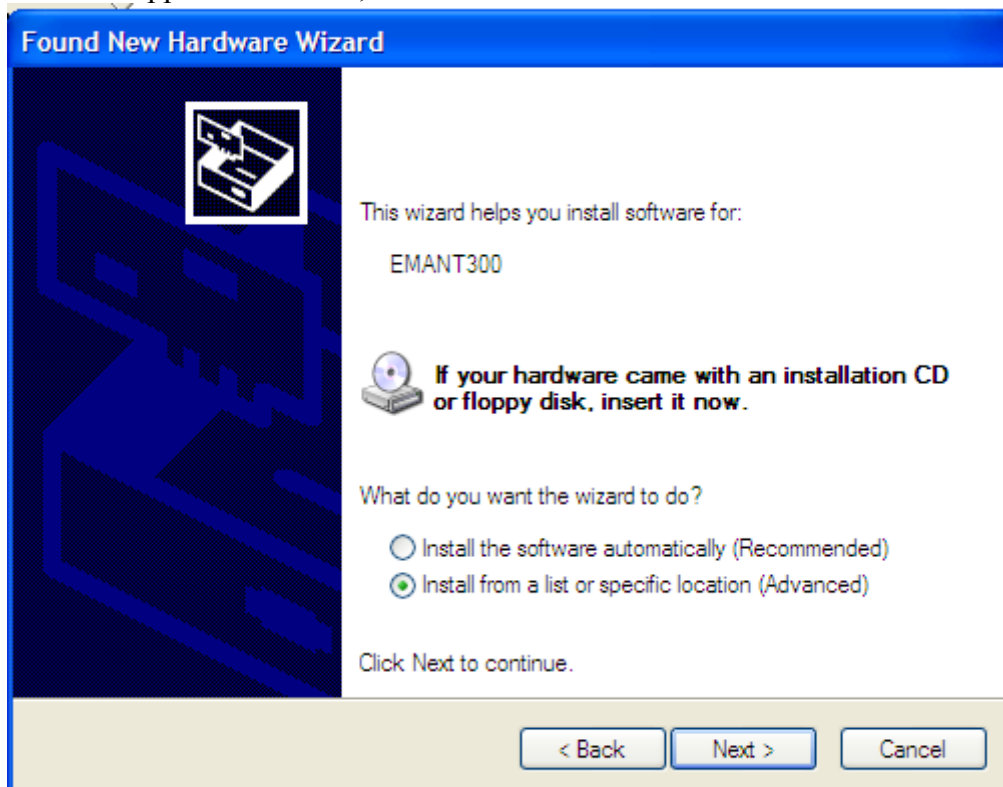 Found New Hardware Wizard
This wizard helps you install software for:
EMANT300
If your hardware came with an installation CD
or floppy disk, insert it now.
What do you want the wizard to do?
Install the software automatically (Recommended)
Install from a list or specific location (Advanced)
Click Next to continue.
< Back Next > Cancel